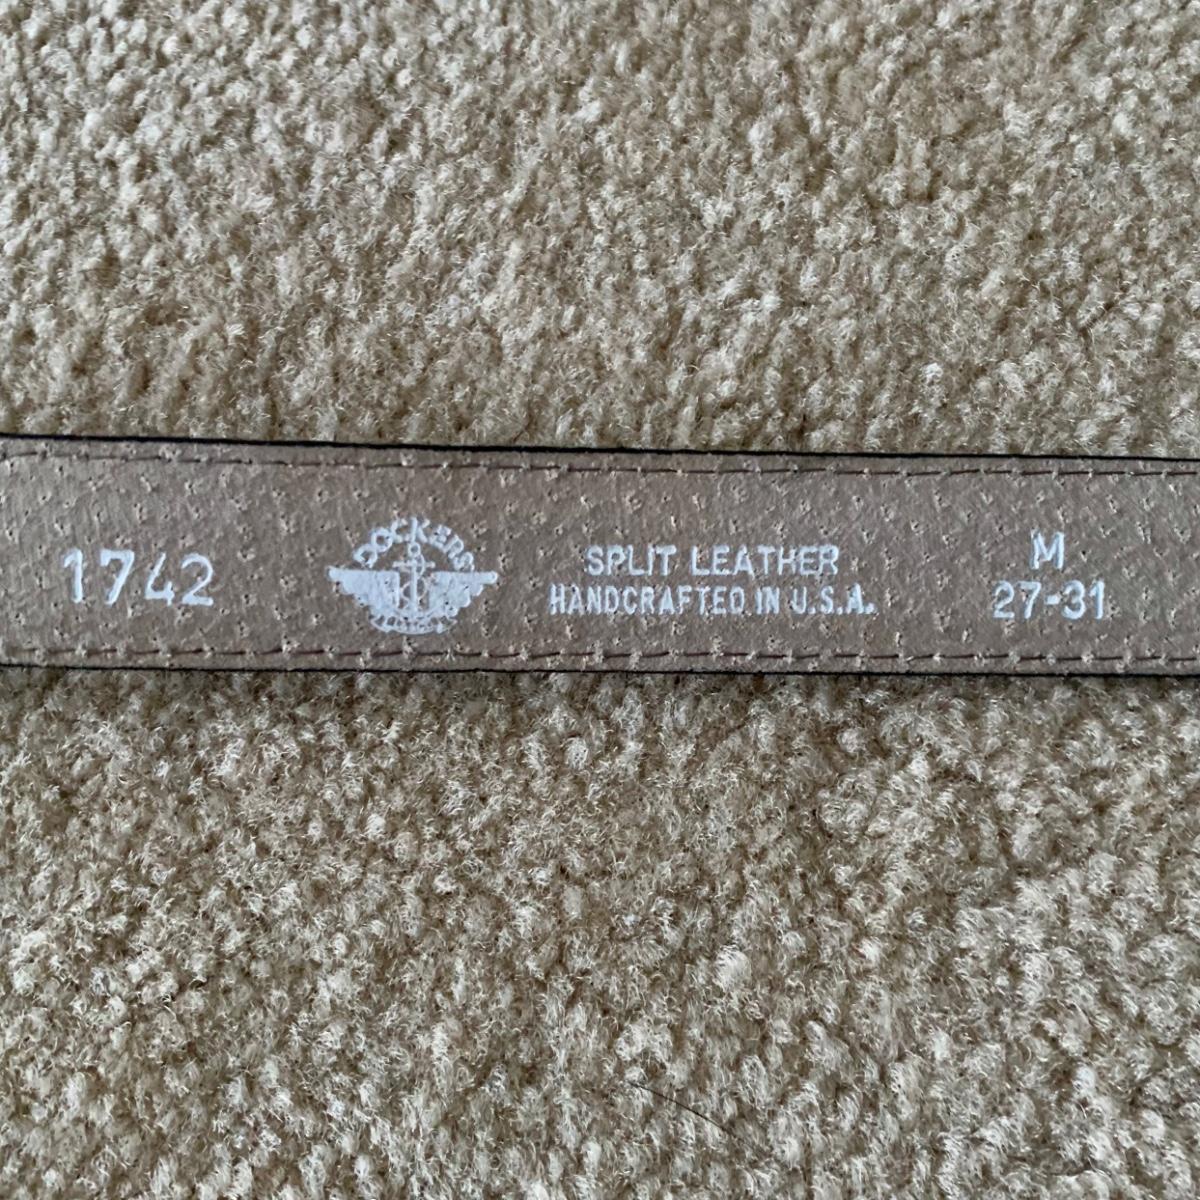 1742
DOCKERS
SPLIT LEATHER
HANDCRAFTED IN U.S.A.
M
27-31